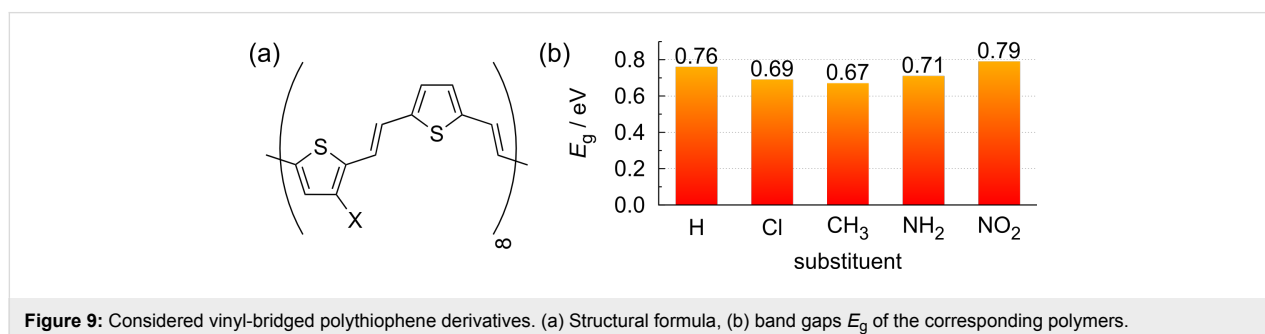 (a)
S
S
X
∞
(b)
0.76
0.69
0.67
0.71
0.79
0.8
0.6
0.4
0.2
0.0
E_g / eV
H
Cl
CH₃
NH₂
NO₂
substituent
Figure 9: Considered vinyl-bridged polythiophene derivatives. (a) Structural formula, (b) band gaps E_g of the corresponding polymers.